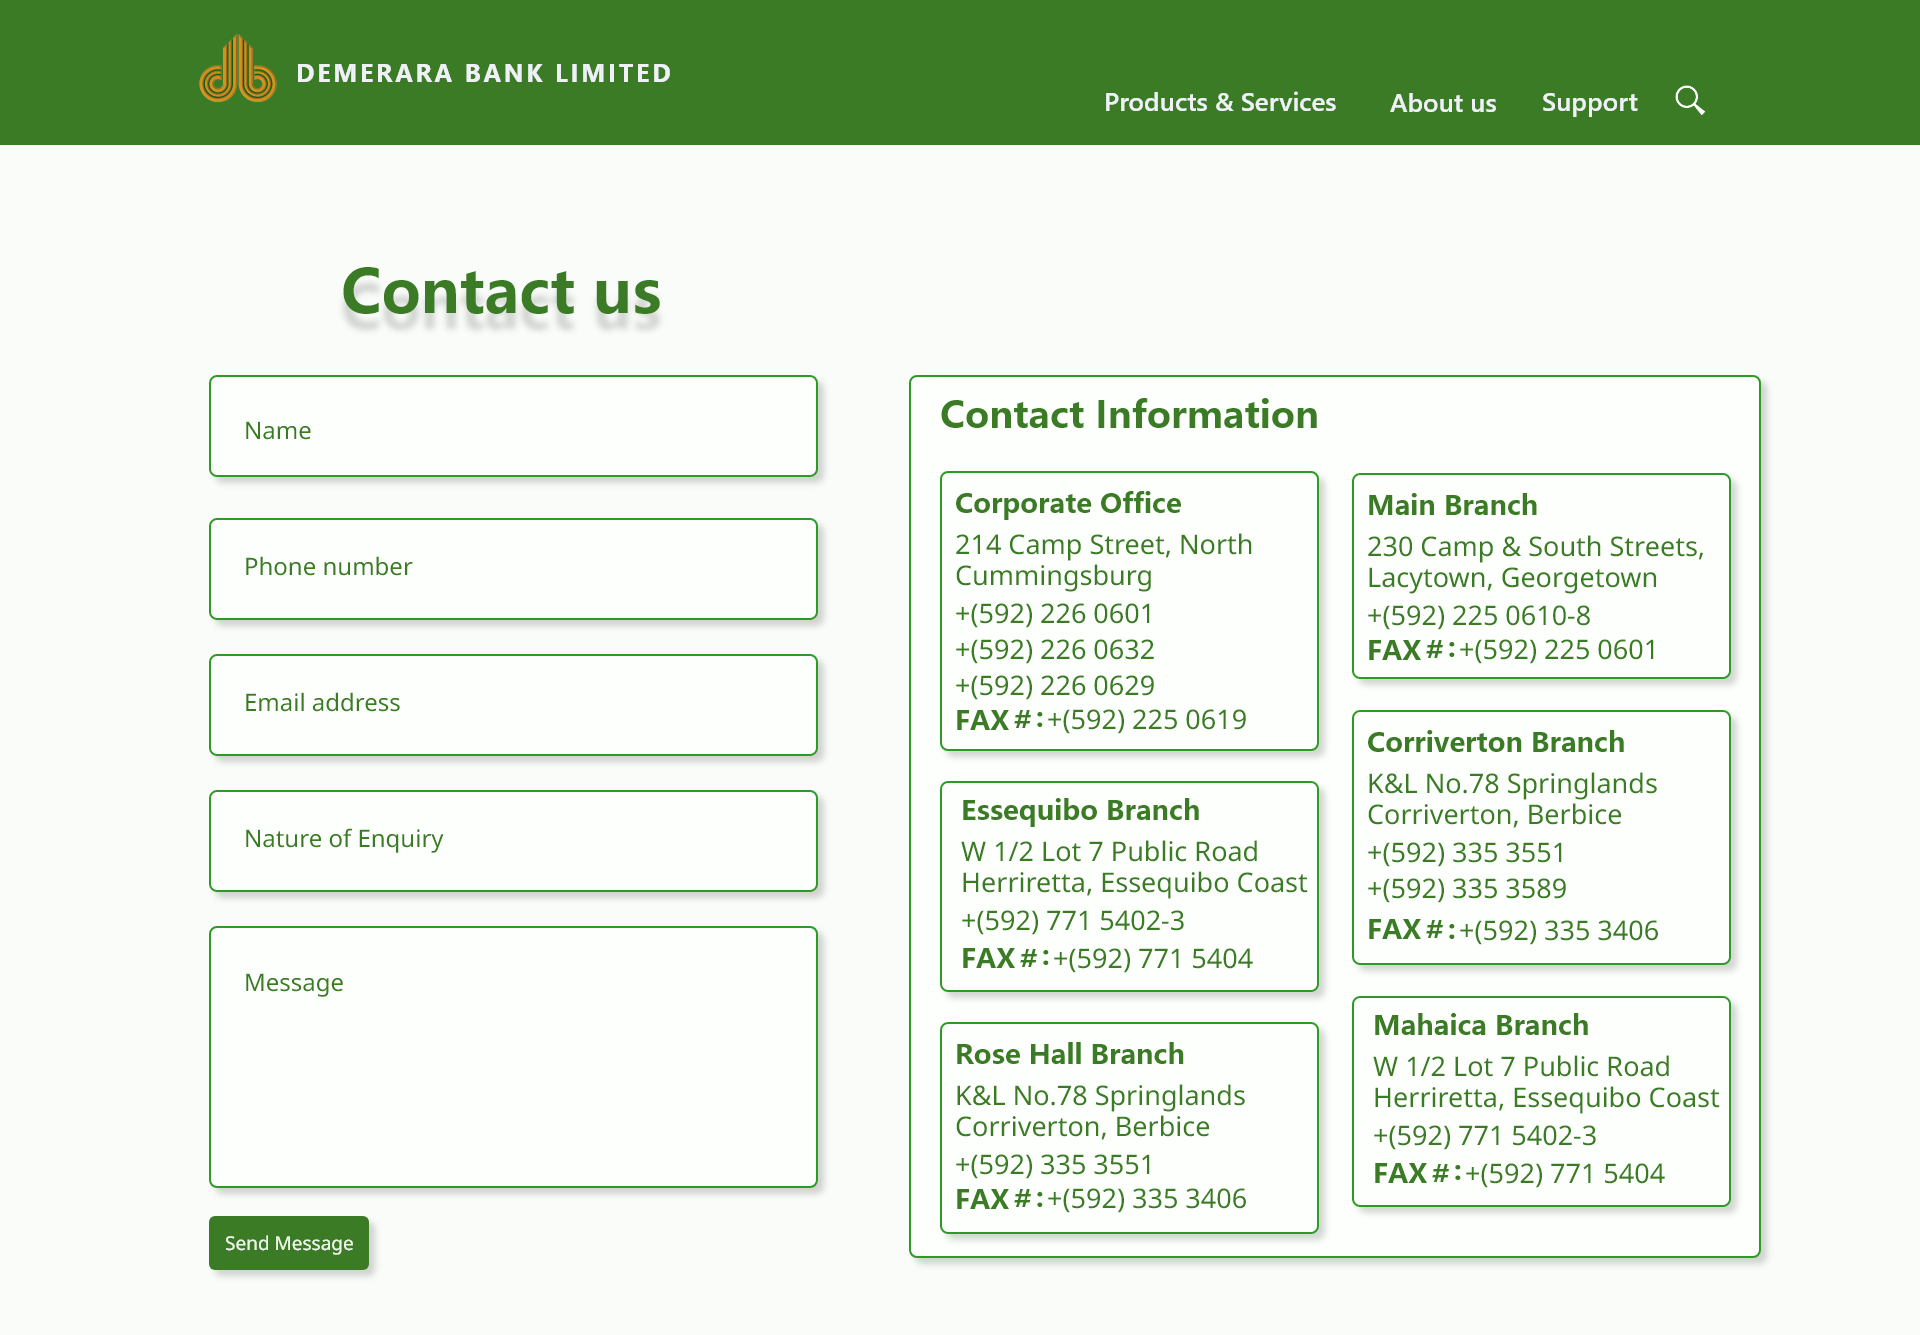 DEMERARA BANK LIMITED
Products & Services
About us
Support
Contact us
Name
Phone number
Email address
Nature of Enquiry
Message
Send Message
Contact Information
Corporate Office
214 Camp Street, North
Cummingsburg
+(592) 226 0601
+(592) 226 0632
+(592) 226 0629
FAX #: +(592) 225 0619
Essequibo Branch
W 1/2 Lot 7 Public Road
Herriretta, Essequibo Coast
+(592) 771 5402-3
FAX #: +(592) 771 5404
Rose Hall Branch
K&L No.78 Springlands
Corriverton, Berbice
+(592) 335 3551
FAX #: +(592) 335 3406
Main Branch
230 Camp & South Streets,
Lacytown, Georgetown
+(592) 225 0610-8
FAX #: +(592) 225 0601
Corriverton Branch
K&L No.78 Springlands
Corriverton, Berbice
+(592) 335 3551
+(592) 335 3589
FAX #: +(592) 335 3406
Mahaica Branch
W 1/2 Lot 7 Public Road
Herriretta, Essequibo Coast
+(592) 771 5402-3
FAX #: +(592) 771 5404